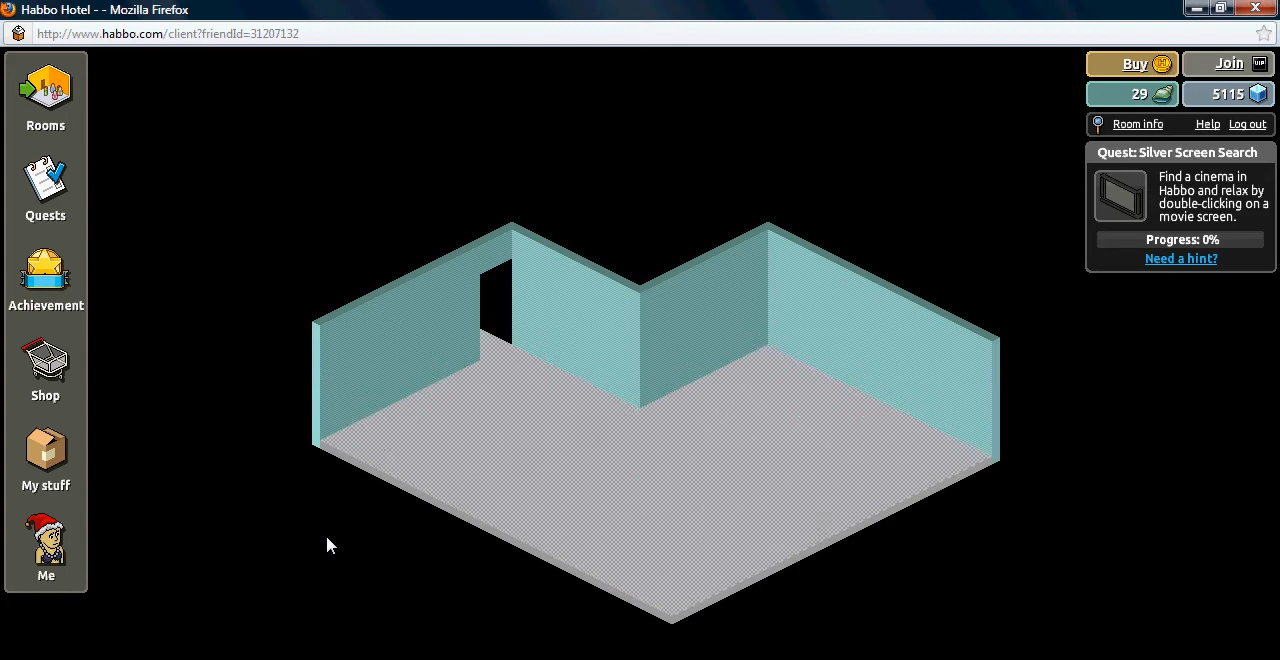 Habbo Hotel - - Mozilla Firefox
http://www.habbo.com/client?friendId=31207132
Rooms
Quests
Achievement
Shop
My stuff
Me
Buy
Join
VIP
29
5115
Room info
Help
Log out
Quest: Silver Screen Search
Find a cinema in
Habbo and relax by
double-clicking on a
movie screen.
Progress: 0%
Need a hint?